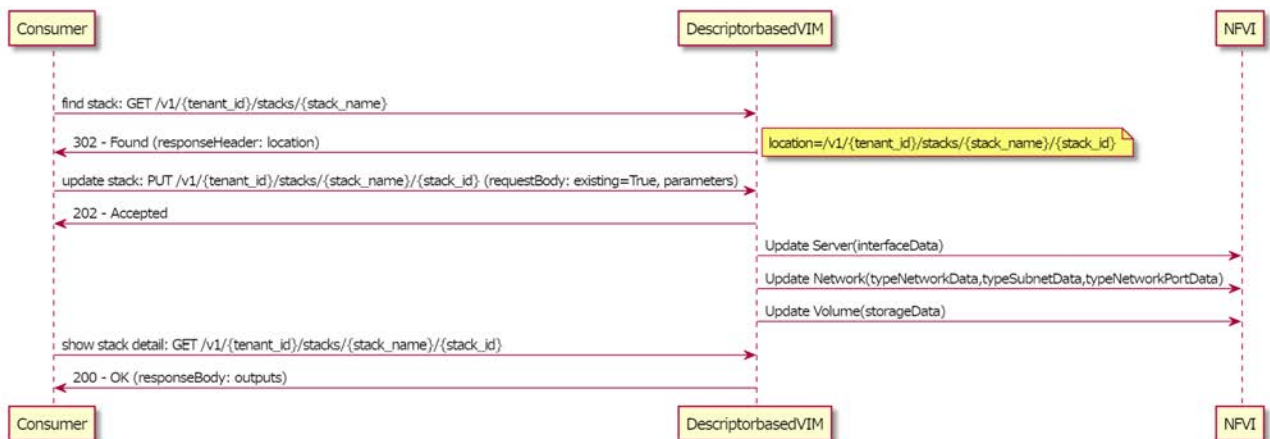 Consumer
DescriptorbasedVIM
NFVI
find stack: GET /v1/{tenant_id}/stacks/{stack_name}
302 - Found (responseHeader: location)
location=/v1/{tenant_id}/stacks/{stack_name}/{stack_id}
update stack: PUT /v1/{tenant_id}/stacks/{stack_name}/{stack_id} (requestBody: existing=True, parameters)
202 - Accepted
Update Server(interfaceData)
Update Network(typeNetworkData,typeSubnetData,typeNetworkPortData)
Update Volume(storageData)
show stack detail: GET /v1/{tenant_id}/stacks/{stack_name}/{stack_id}
200 - OK (responseBody: outputs)
Consumer
DescriptorbasedVIM
NFVI